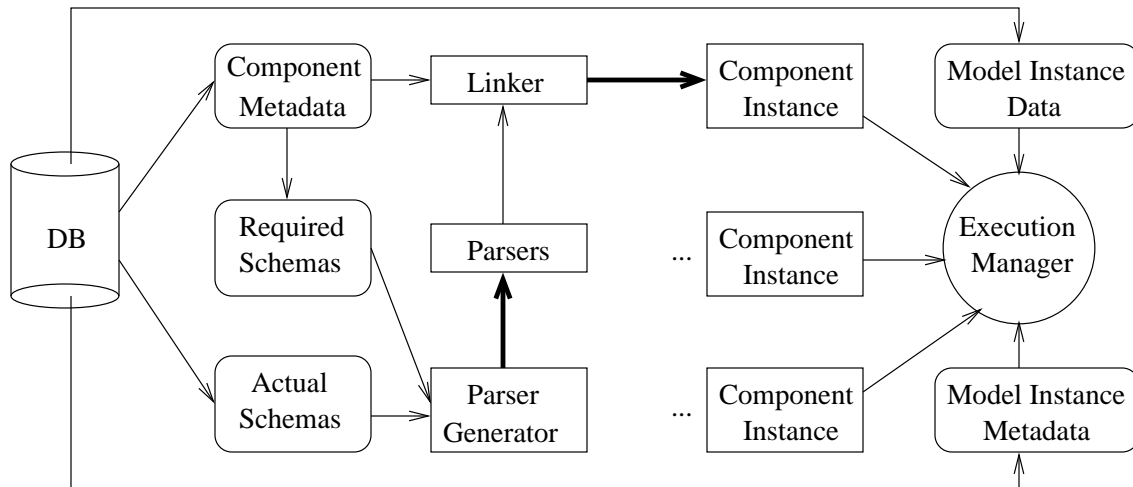 Component
Metadata
Linker
Component
Instance
Model Instance
Data
DB
Required
Schemas
Parsers
...
Component
Instance
Execution
Manager
Actual
Schemas
Parser
Generator
...
Component
Instance
Model Instance
Metadata